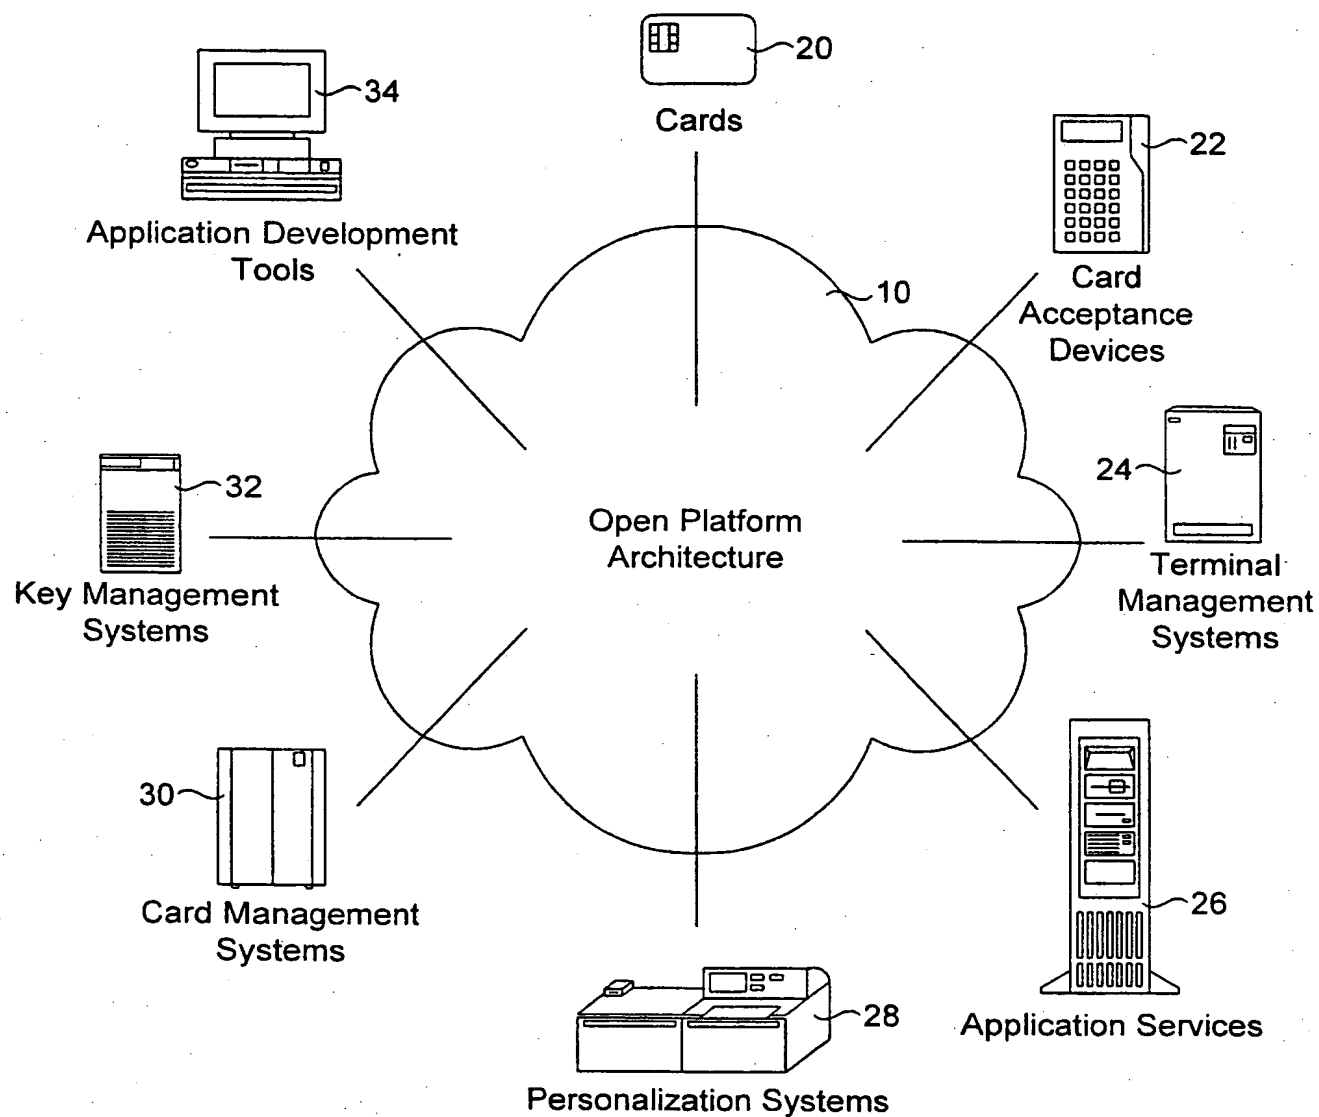 20
Cards
34
Application Development
Tools
22
Card
Acceptance
Devices
10
24
Terminal
Management
Systems
Open Platform
Architecture
32
Key Management
Systems
30
Card Management
Systems
26
Application Services
28
Personalization Systems